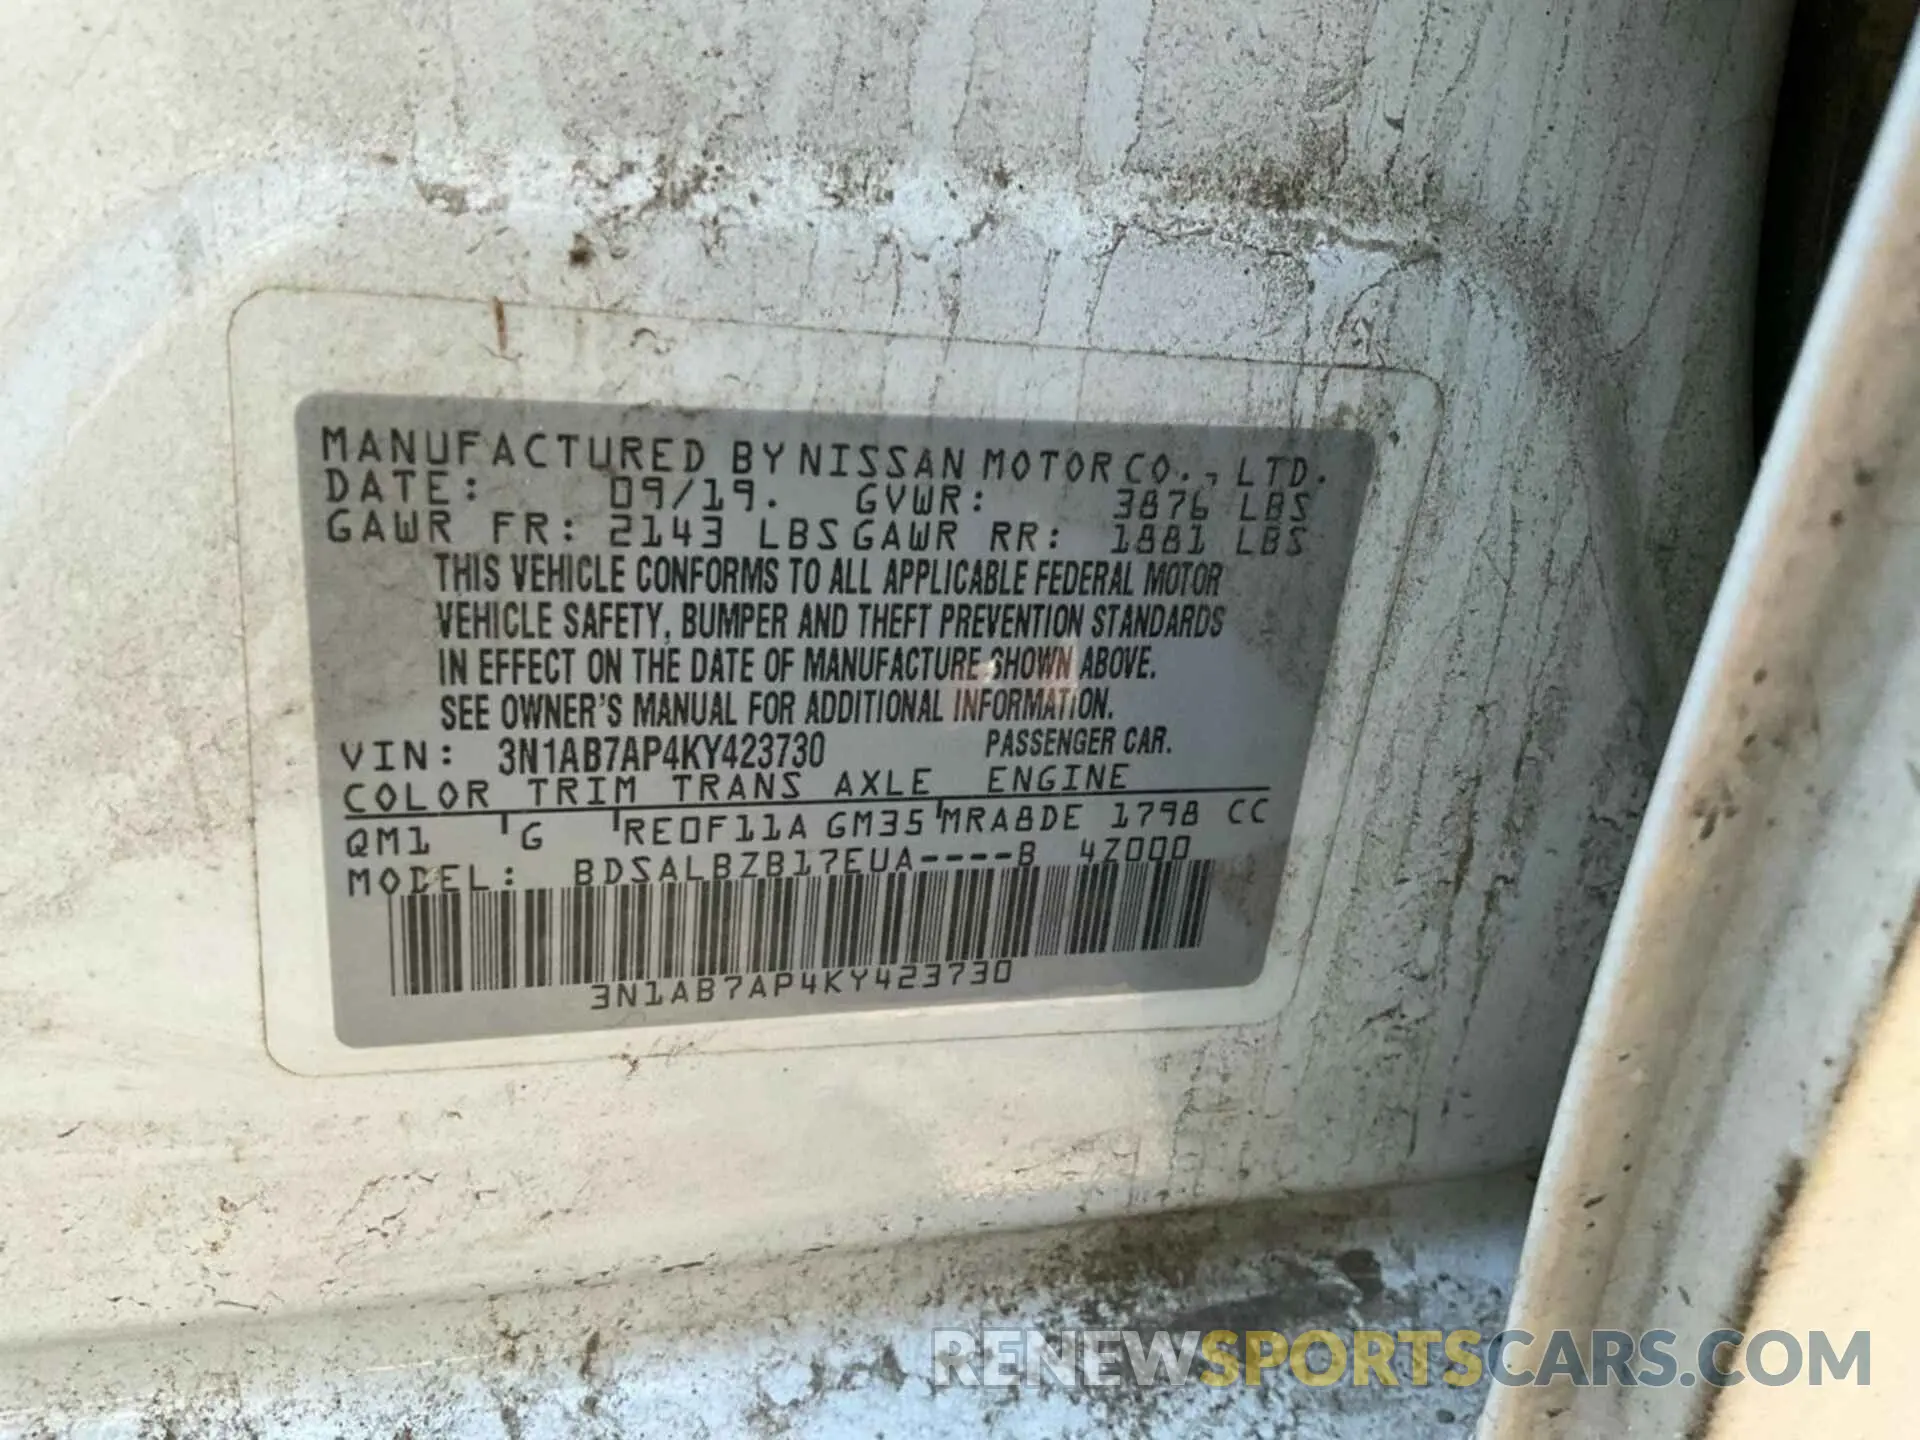 MANUFACTURED BY NISSAN MOTOR CO., LTD.
DATE: 09/19. GVWR: 3876 LBS
GAWR FR: 2143 LBS GAWR RR: 1881 LBS
THIS VEHICLE CONFORMS TO ALL APPLICABLE FEDERAL MOTOR
VEHICLE SAFETY, BUMPER AND THEFT PREVENTION STANDARDS
IN EFFECT ON THE DATE OF MANUFACTURE SHOWN ABOVE.
SEE OWNER'S MANUAL FOR ADDITIONAL INFORMATION.
VIN: 3N1AB7AP4KY423730 PASSENGER CAR.
COLOR TRIM TRANS AXLE ENGINE
QM1 G RE0F11A GM35 MRA8DE 1798 CC
MODEL: BDSALBZB17EUA----B 4Z000
3N1AB7AP4KY423730
RENEWSPORTSCARS.COM